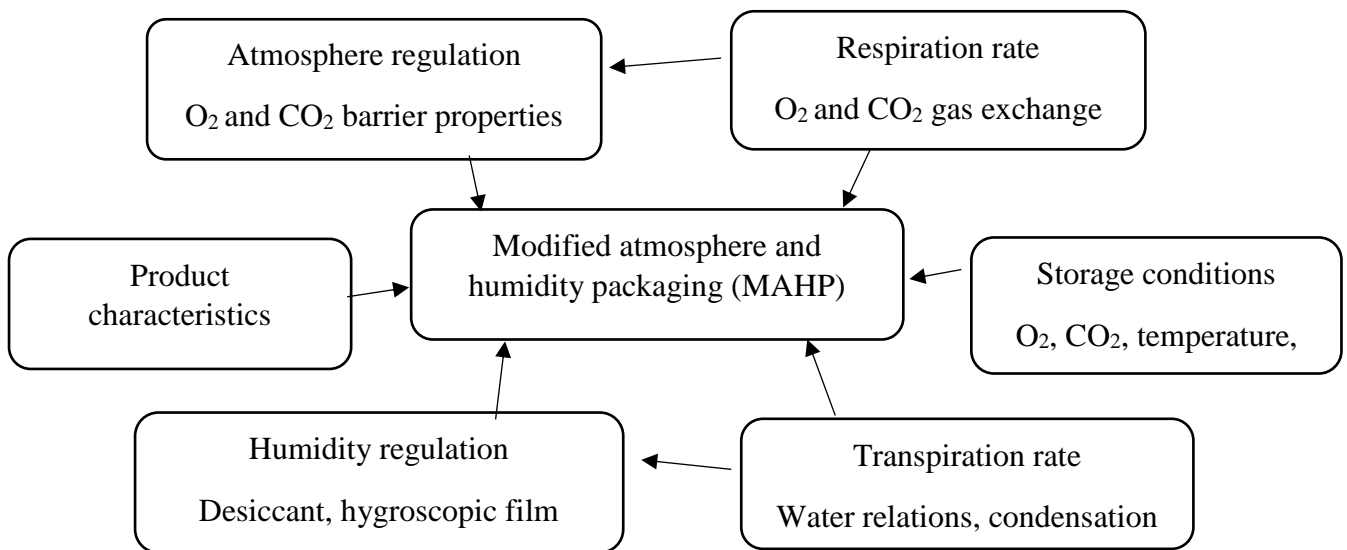 Atmosphere regulation
O₂ and CO₂ barrier properties
Respiration rate
O₂ and CO₂ gas exchange
Modified atmosphere and
humidity packaging (MAHP)
Product
characteristics
Storage conditions
O₂, CO₂, temperature,
Humidity regulation
Desiccant, hygroscopic film
Transpiration rate
Water relations, condensation